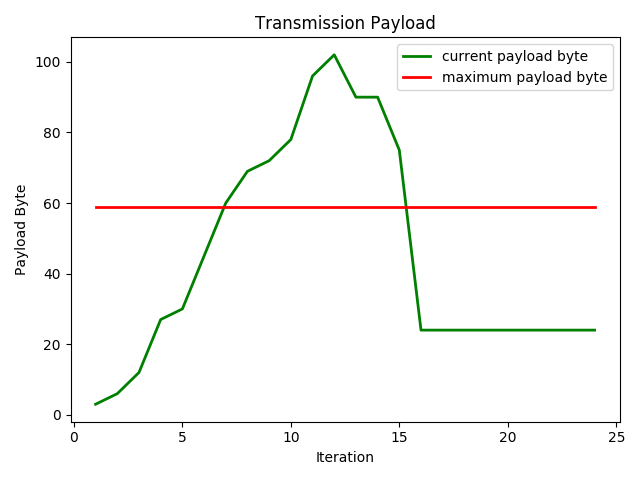 Transmission Payload
current payload byte
maximum payload byte
100
80
60
40
20
0
Payload Byte
0 5 10 15 20 25
Iteration